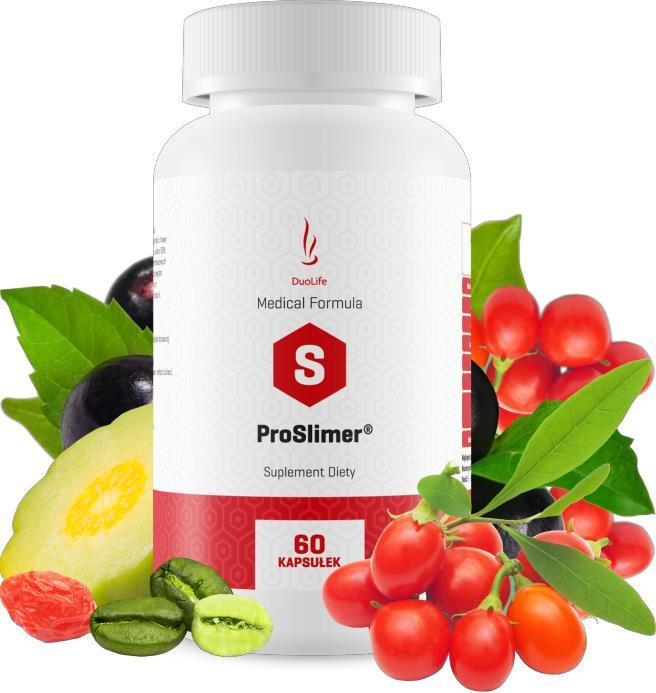 DuoLife
Medical Formula
S
ProSlimer®
Suplement Diety
60
KAPSUŁEK